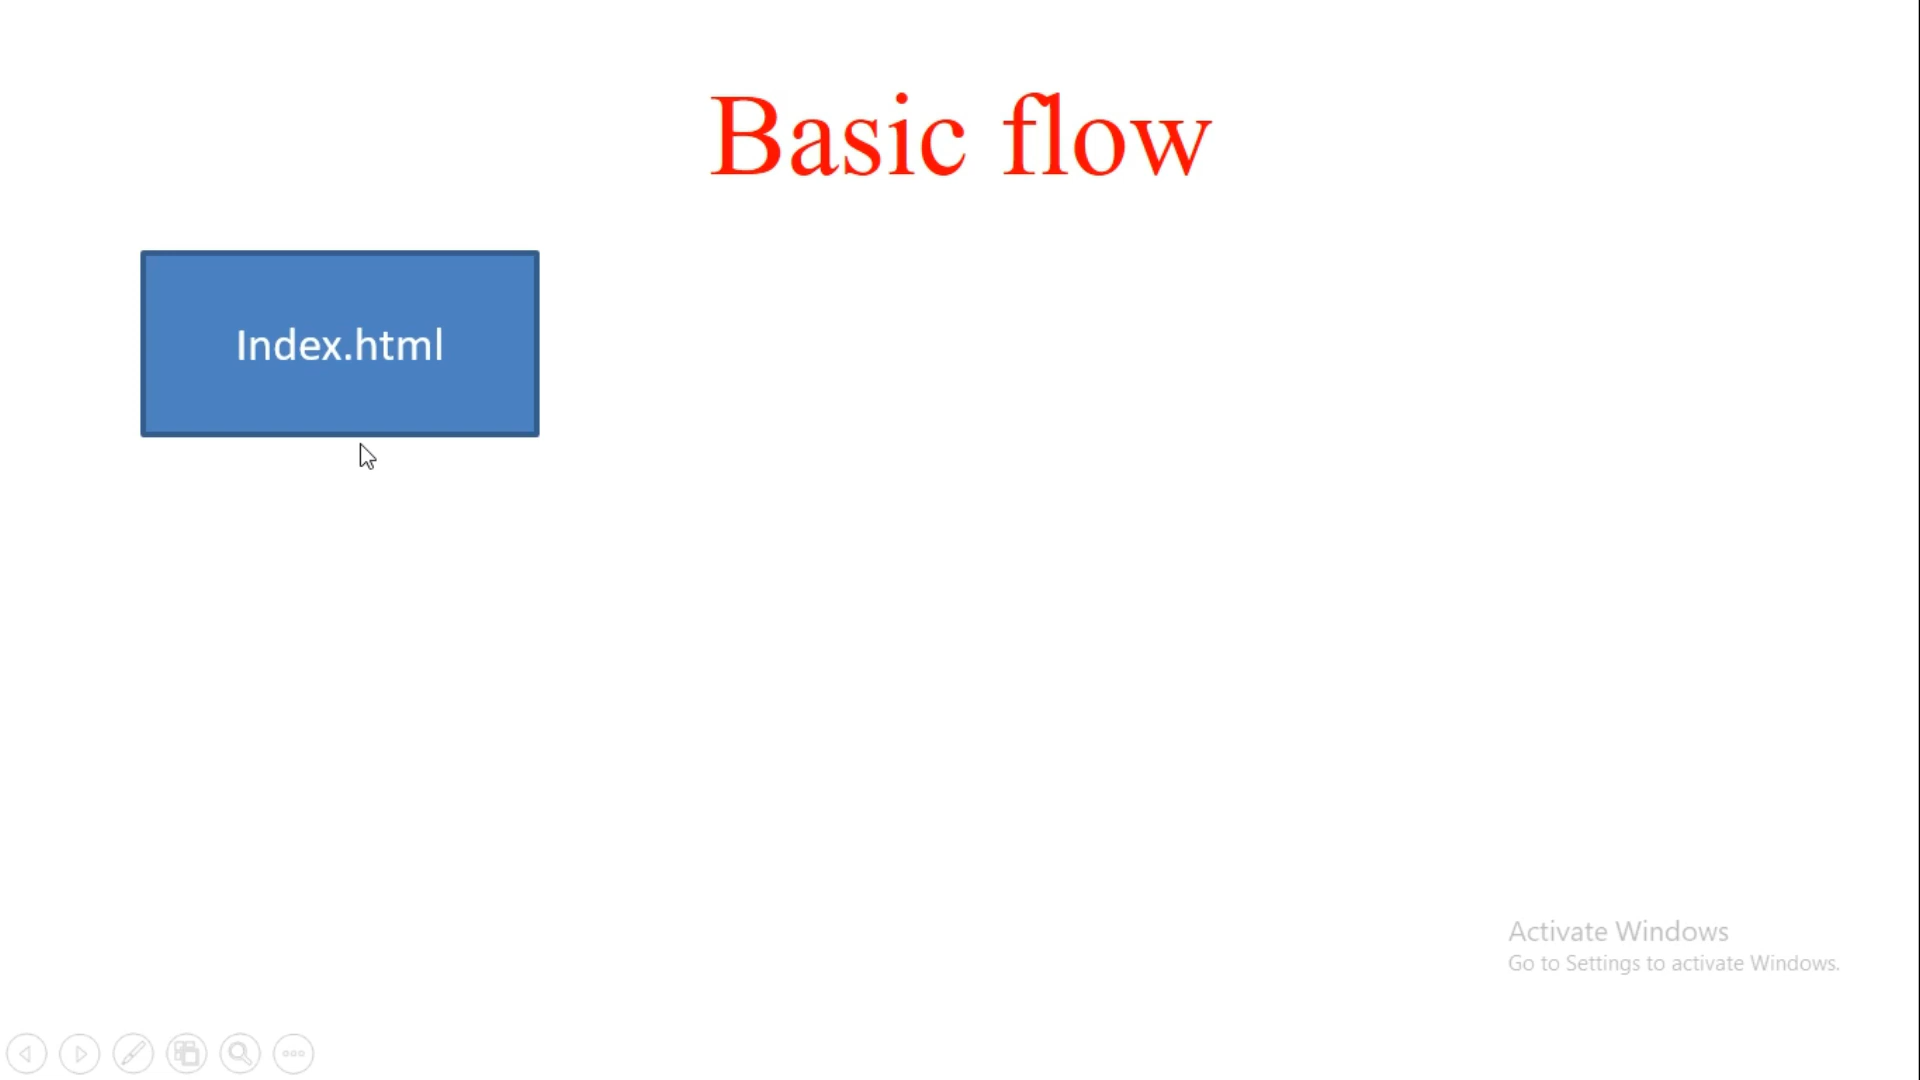 Basic flow
Index.html
Activate Windows
Go to Settings to activate Windows.